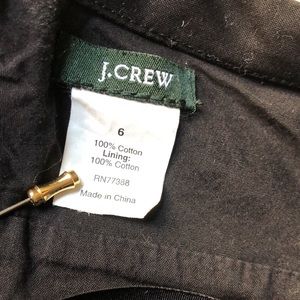 J.CREW
6
100% Cotton
Lining:
100% Cotton
RN77388
Made in China